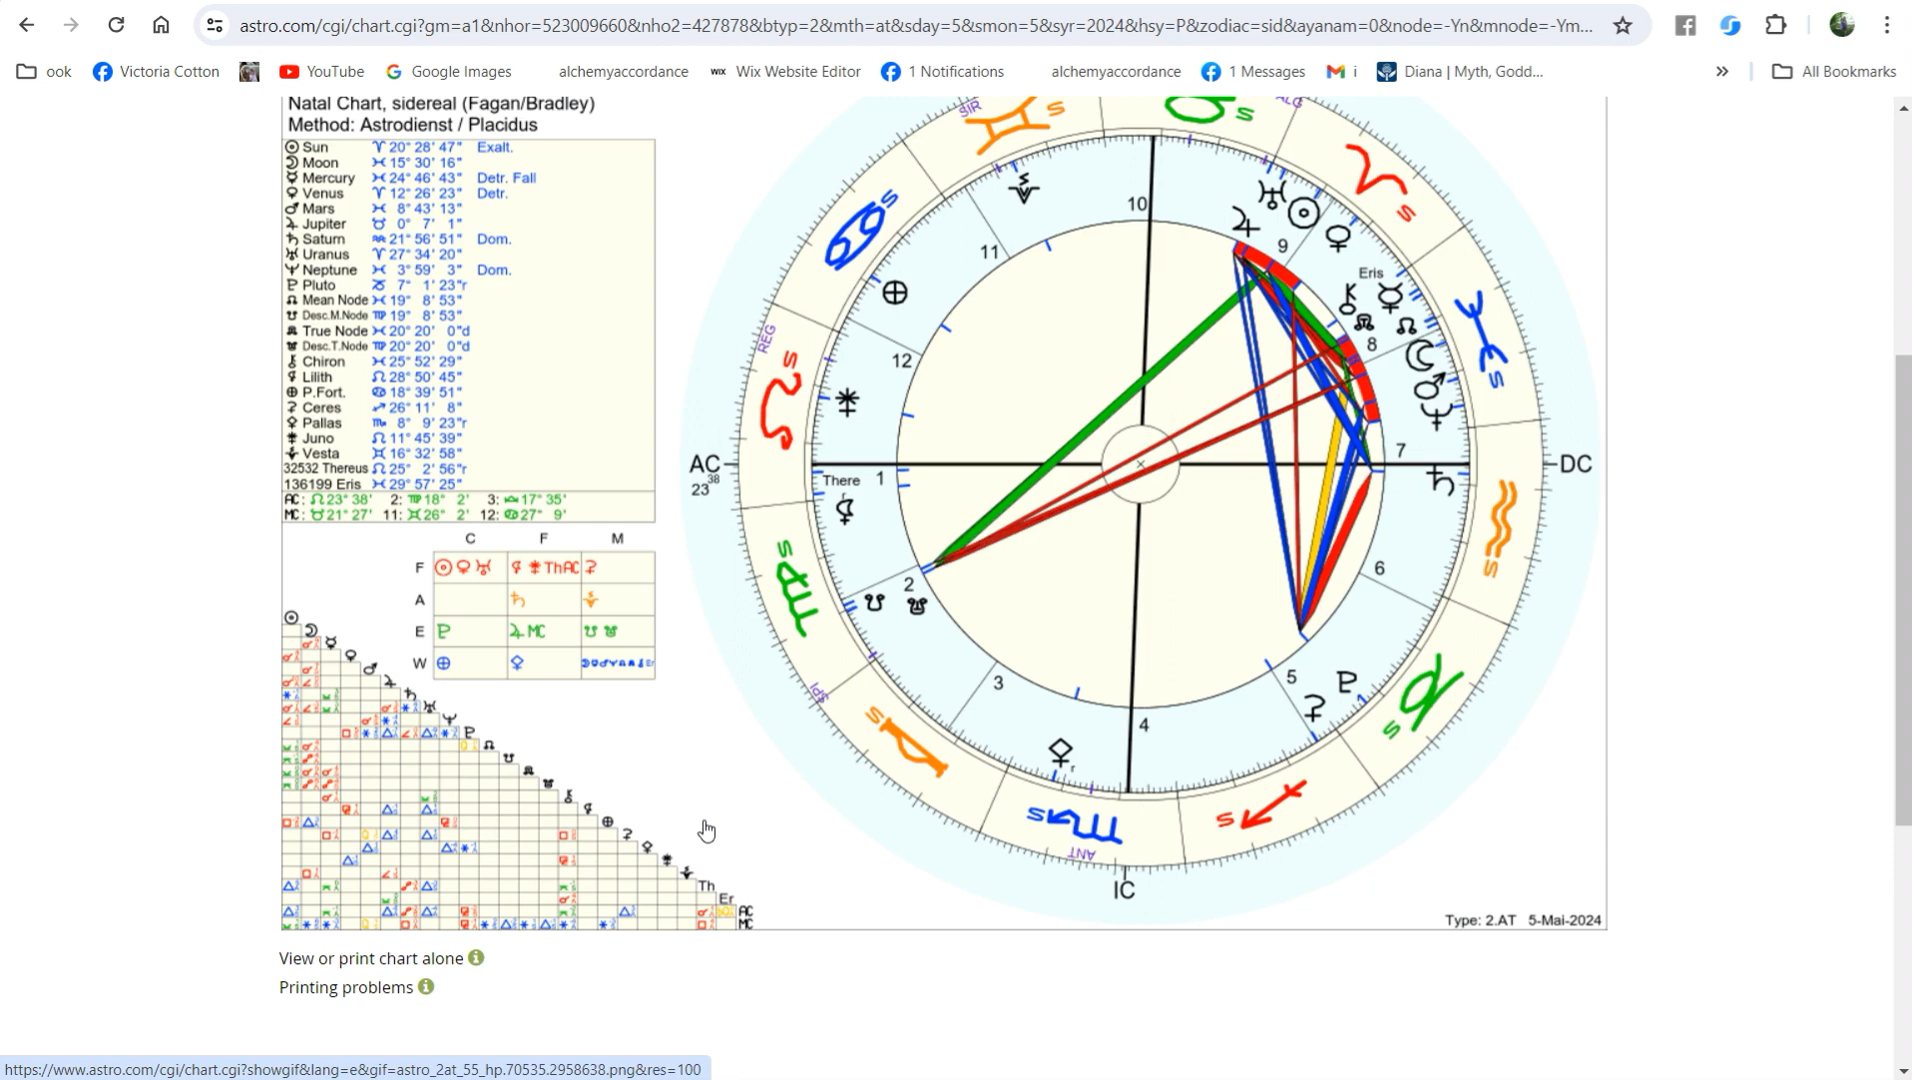 astro.com/cgi/chart.cgi?gm=a1&nhor=523009660&nho2=427878&btyp=2&mth=at&sday=5&smon=5&syr=2024&hsy=P&zodiac=sid&ayanam=0&node=-Yn&mnode=-Ym...
ook Victoria Cotton YouTube Google Images alchemyaccordance WIX Wix Website Editor 1 Notifications alchemyaccordance 1 Messages i Diana | Myth, Godd... » All Bookmarks
Natal Chart, sidereal (Fagan/Bradley)
Method: Astrodienst / Placidus
☉ Sun ♈ 20° 28' 47" Exalt.
☽ Moon ♓ 15° 30' 16"
☿ Mercury ♓ 24° 46' 43" Detr. Fall
♀ Venus ♈ 12° 26' 23" Detr.
♂ Mars ♓ 8° 43' 13"
♃ Jupiter ♉ 0° 7' 1"
♄ Saturn ♒ 21° 56' 51" Dom.
♅ Uranus ♈ 27° 34' 20"
♆ Neptune ♓ 3° 59' 3" Dom.
♇ Pluto ♑ 7° 1' 23"r
☊ Mean Node ♓ 19° 8' 53"
☋ Desc.M.Node ♍ 19° 8' 53"
True Node ♓ 20° 20' 0"d
Desc.T.Node ♍ 20° 20' 0"d
⚷ Chiron ♓ 25° 52' 29"
⚸ Lilith ♌ 28° 50' 45"
⊕ P.Fort. ♋ 18° 39' 51"
⚳ Ceres ♐ 26° 11' 8"
⚴ Pallas ♏ 8° 9' 23"r
⚵ Juno ♌ 11° 45' 39"
⚶ Vesta ♊ 16° 32' 58"
32532 Thereus ♌ 25° 2' 56"r
136199 Eris ♓ 29° 57' 25"
AC: ♌ 23° 38' 2: ♍ 18° 2' 3: ♎ 17° 35'
MC: ♉ 21° 27' 11: ♊ 26° 2' 12: ♋ 27° 9'
C F M
F ☉ ♀ ♅ ⚸ ⚵ Th AC ⚳
A ♄ ⚶
E ♇ ♃ MC ☋
W ⊕ ⚴
Th
Er
AC
MC
SIR
ALG
REG
SPI
ANT
AC
23 38
DC
IC
10
11
12
1
2
3
4
5
6
7
8
9
Eris
There
r
r
Type: 2.AT 5-Mai-2024
View or print chart alone
Printing problems
https://www.astro.com/cgi/chart.cgi?showgif&lang=e&gif=astro_2at_55_hp.70535.2958638.png&res=100